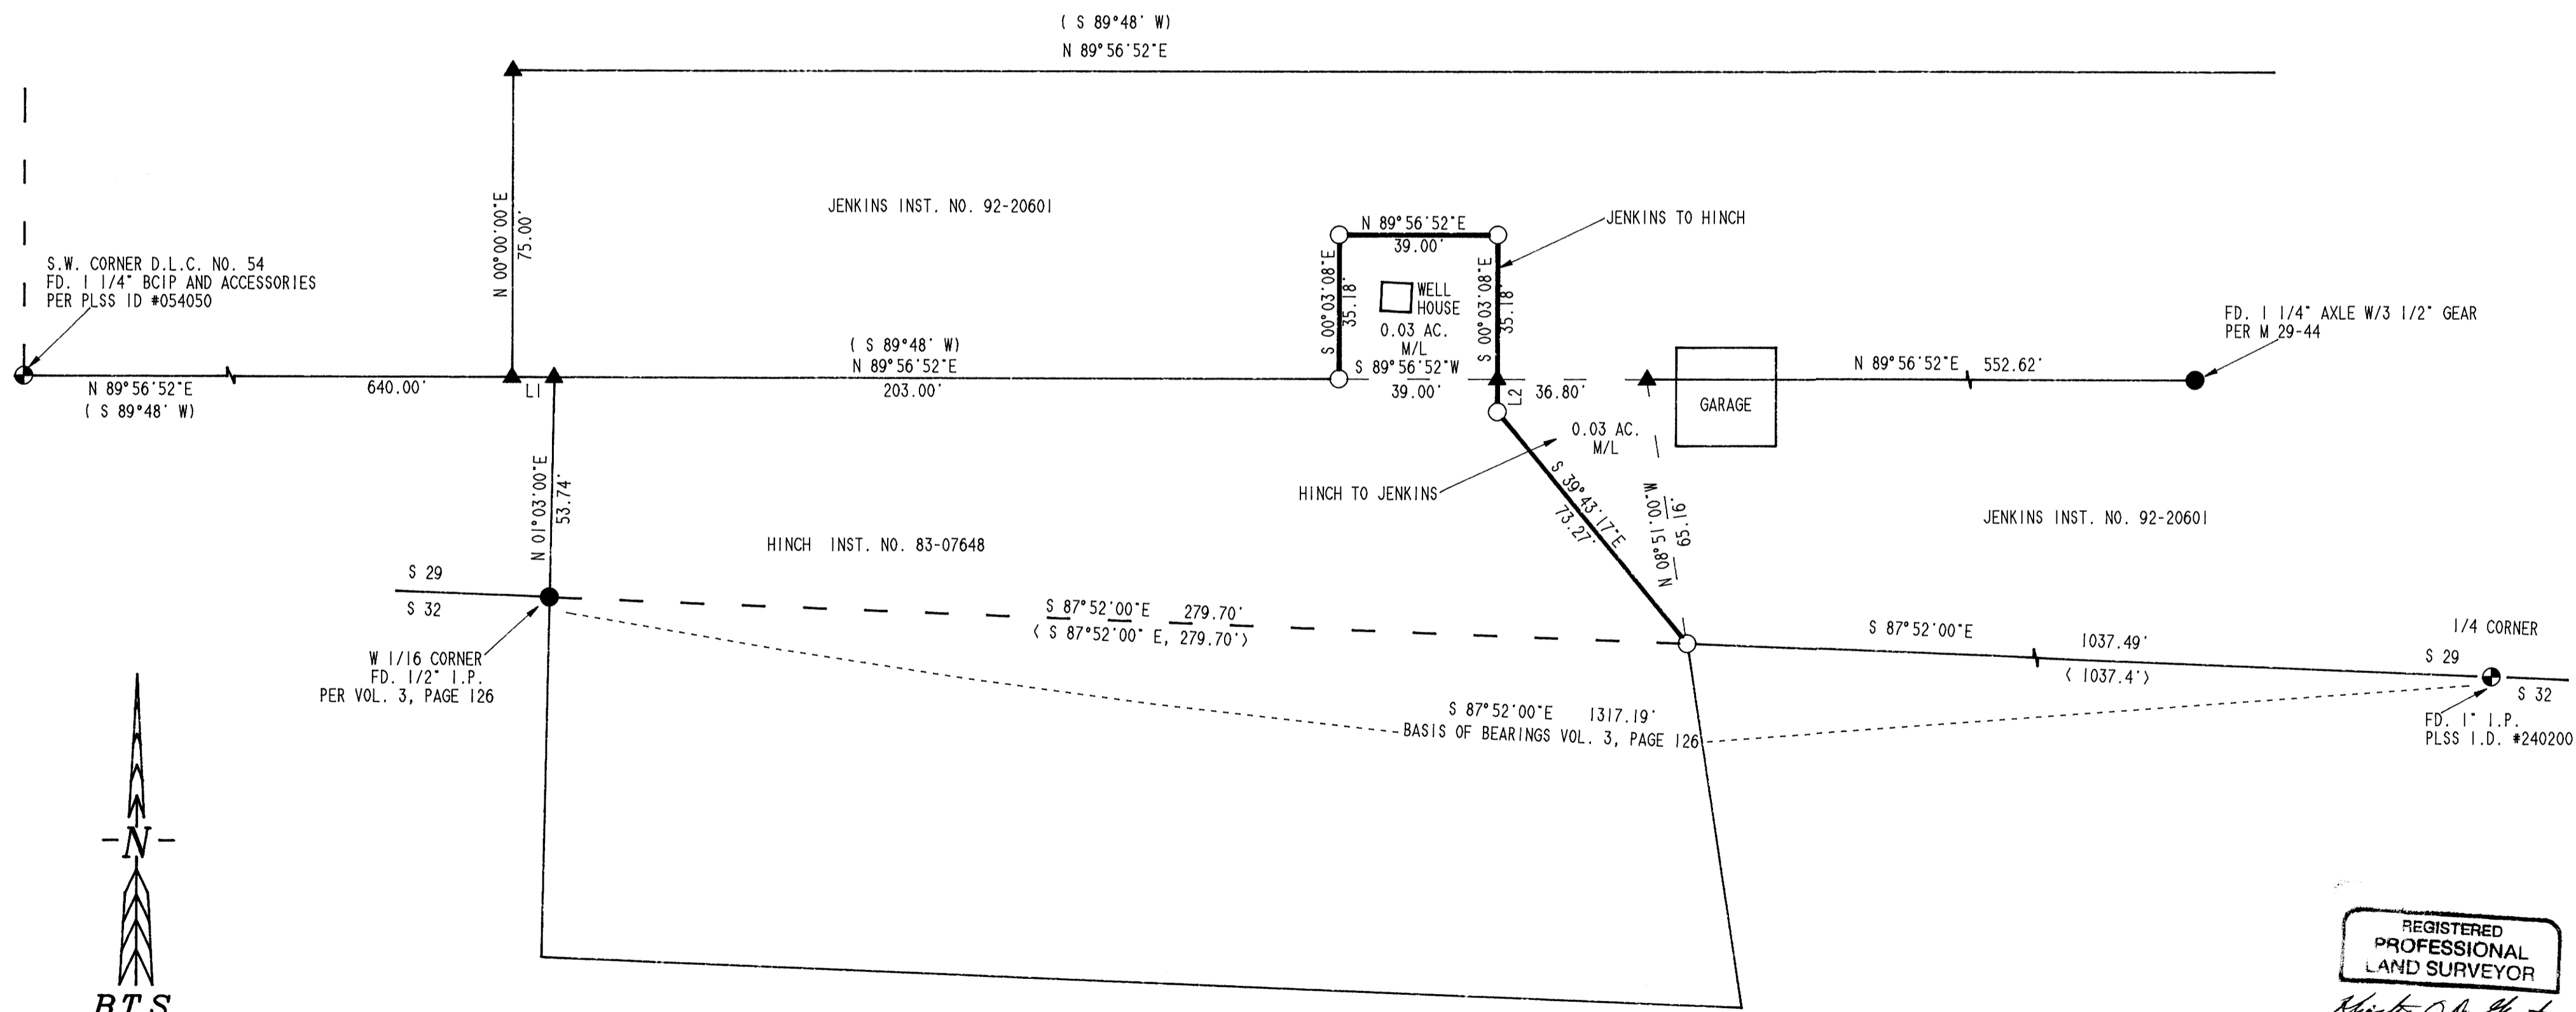 ( S 89°48' W)
N 89°56'52"E
N 00°00'00"E
75.00'
JENKINS INST. NO. 92-20601
S.W. CORNER D.L.C. NO. 54
FD. 1 1/4" BCIP AND ACCESSORIES
PER PLSS ID #054050
N 89°56'52"E
( S 89°48' W)
640.00'
L1
( S 89°48' W)
N 89°56'52"E
203.00'
N 89°56'52"E
39.00'
S 00°03'08"E
35.18'
WELL
HOUSE
0.03 AC.
M/L
S 89°56'52"W
39.00'
S 00°03'08"E
35.18'
JENKINS TO HINCH
L2
36.80'
GARAGE
N 89°56'52"E 552.62'
FD. 1 1/4" AXLE W/3 1/2" GEAR
PER M 29-44
0.03 AC.
M/L
HINCH TO JENKINS
S 39°43'17"E
73.27'
N 08°51'00"W
65.16'
JENKINS INST. NO. 92-20601
N 01°03'00"E
53.74'
HINCH INST. NO. 83-07648
S 29
S 32
W 1/16 CORNER
FD. 1/2" I.P.
PER VOL. 3, PAGE 126
S 87°52'00"E 279.70'
< S 87°52'00" E, 279.70'>
S 87°52'00"E 1037.49'
< 1037.4'>
1/4 CORNER
S 29
S 32
FD. 1" I.P.
PLSS I.D. #240200
S 87°52'00"E 1317.19'
BASIS OF BEARINGS VOL. 3, PAGE 126
-N-
BTS
REGISTERED
PROFESSIONAL
LAND SURVEYOR